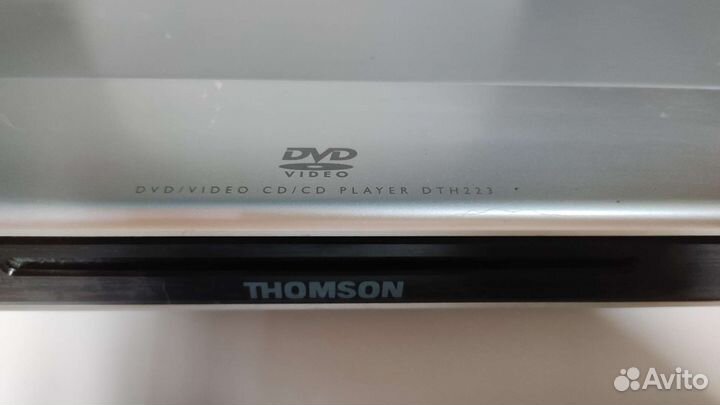 DVD
VIDEO
DVD/VIDEO CD/CD PLAYER DTH223
THOMSON
Avito